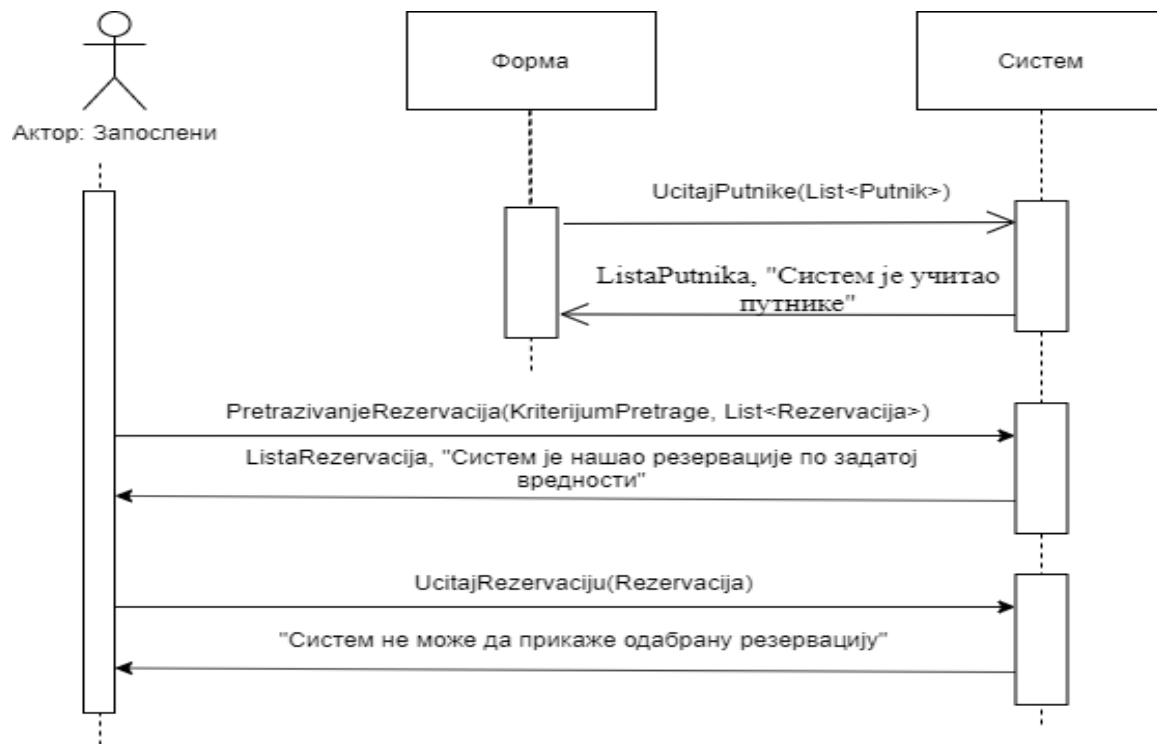 Форма
Систем
Актор: Запослени
UcitajPutnike(List<Putnik>)
ListaPutnika, "Систем је учитао
путнике"
PretrazivanjeRezervacija(KriterijumPretrage, List<Rezervacija>)
ListaRezervacija, "Систем је нашао резервације по задатој
вредности"
UcitajRezervaciju(Rezervacija)
"Систем не може да прикаже одабрану резервацију"